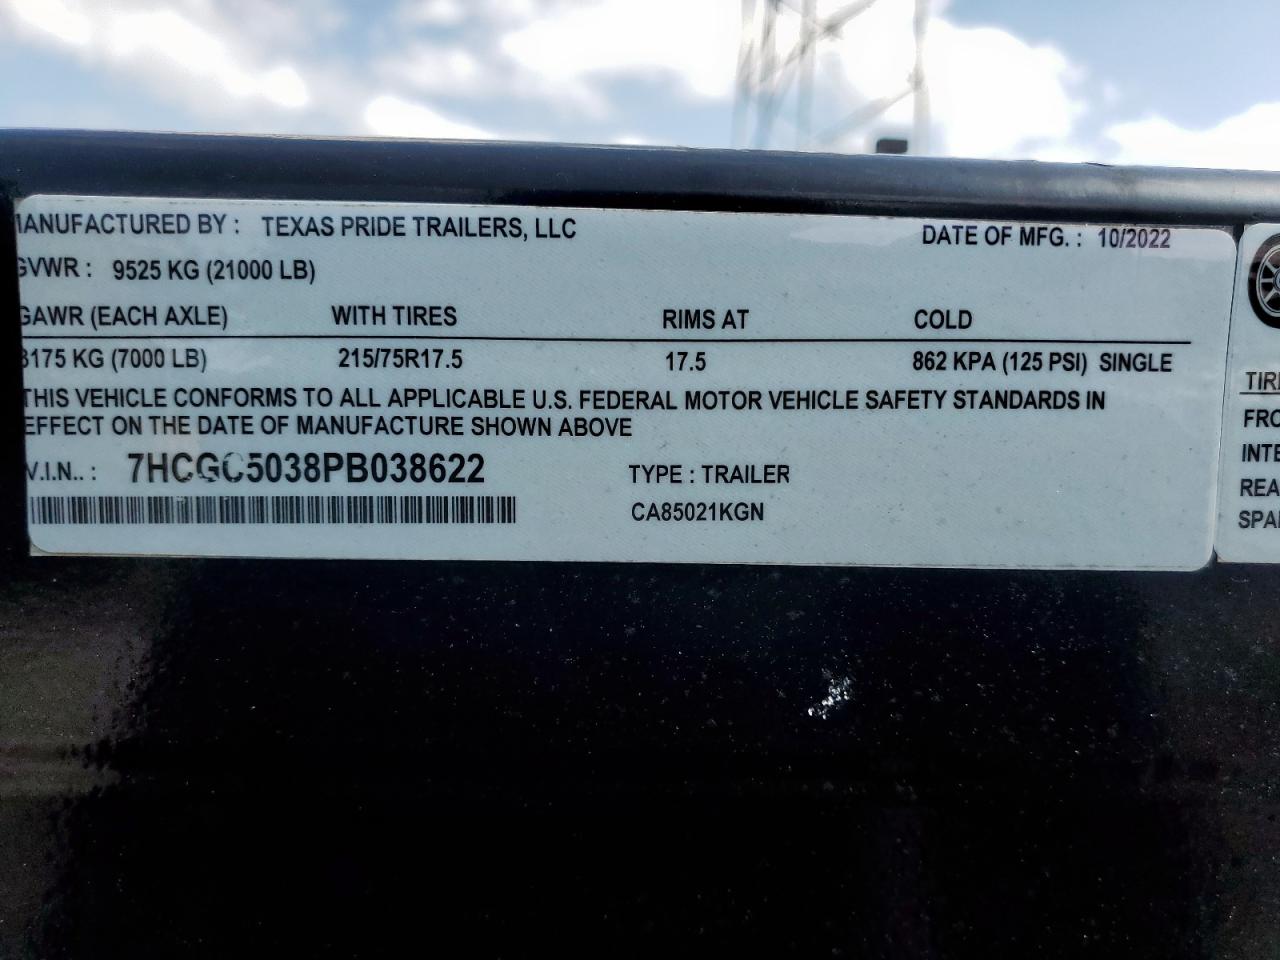 MANUFACTURED BY : TEXAS PRIDE TRAILERS, LLC DATE OF MFG. : 10/2022
GVWR : 9525 KG (21000 LB)
GAWR (EACH AXLE) WITH TIRES RIMS AT COLD
3175 KG (7000 LB) 215/75R17.5 17.5 862 KPA (125 PSI) SINGLE
THIS VEHICLE CONFORMS TO ALL APPLICABLE U.S. FEDERAL MOTOR VEHICLE SAFETY STANDARDS IN
EFFECT ON THE DATE OF MANUFACTURE SHOWN ABOVE
V.I.N.. : 7HCGC5038PB038622 TYPE : TRAILER
CA85021KGN
TIR
FRO
INTE
REA
SPA